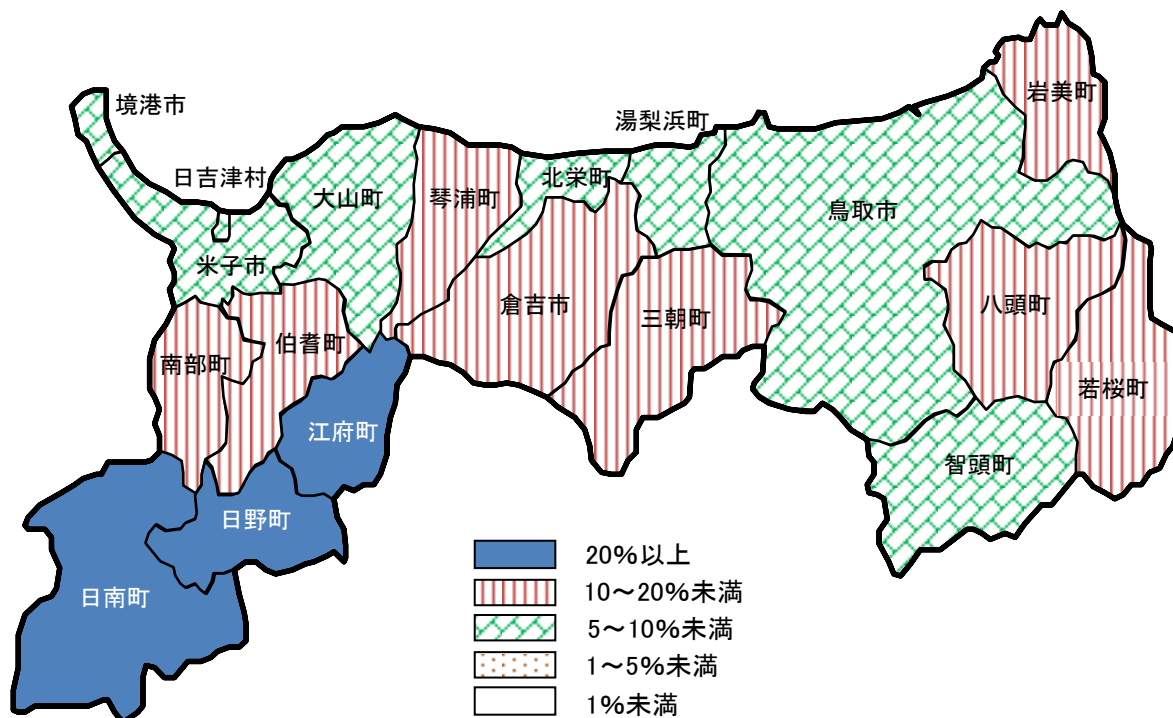 岩美町
境港市
湯梨浜町
日吉津村
北栄町
大山町
琴浦町
鳥取市
米子市
倉吉市
三朝町
八頭町
伯耆町
南部町
若桜町
江府町
智頭町
日野町
日南町
20%以上
10～20%未満
5～10%未満
1～5%未満
1%未満